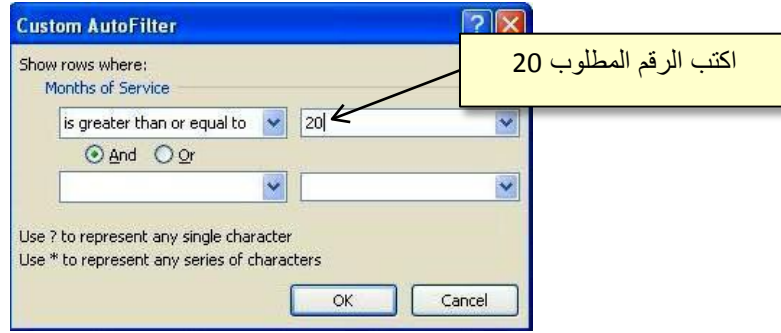 Custom AutoFilter
اكتب الرقم المطلوب 20
Show rows where:
Months of Service
is greater than or equal to 20
And Or
Use ? to represent any single character
Use * to represent any series of characters
OK Cancel